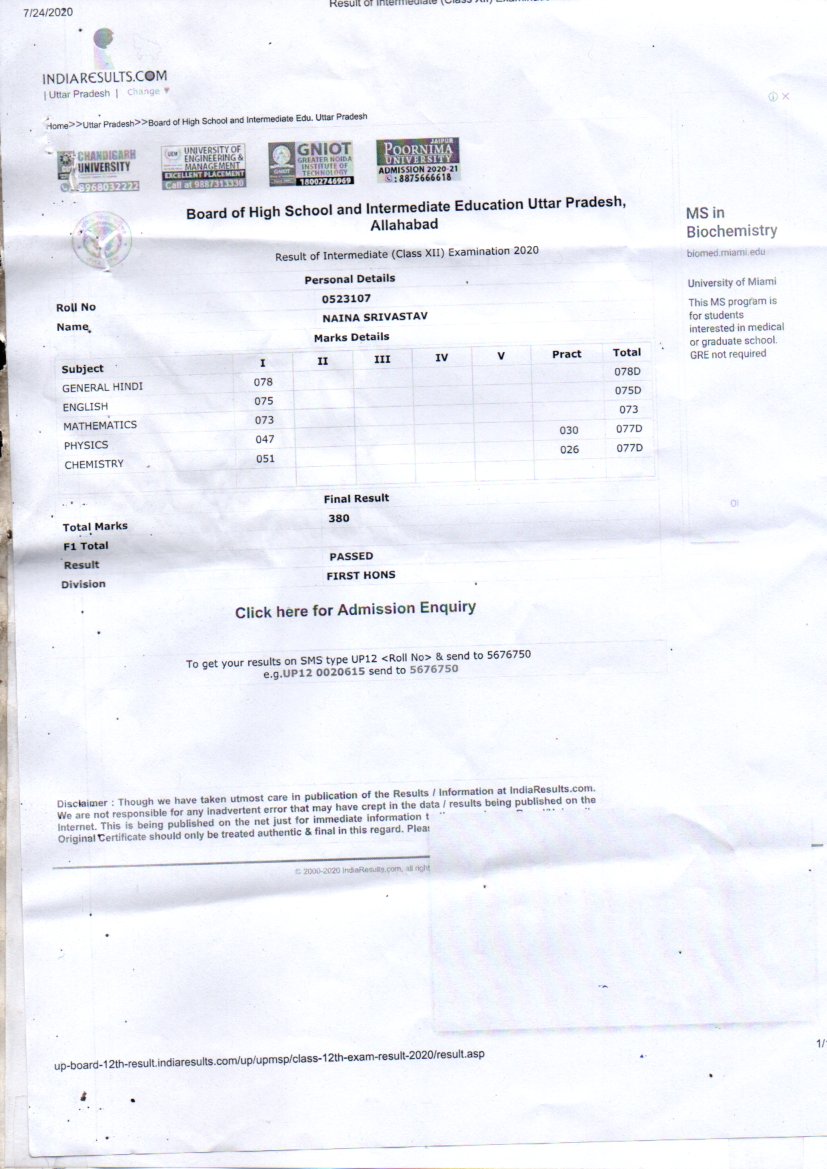 7/24/2020
INDIARESULTS.COM
| Uttar Pradesh | Change ▼
Home>>Uttar Pradesh>>Board of High School and Intermediate Edu. Uttar Pradesh
CHANDIGARH
UNIVERSITY
8968032222
UEM UNIVERSITY OF
ENGINEERING &
MANAGEMENT
EXCELLENT PLACEMENT
Call at 9887313330
GNIOT
GREATER NOIDA
INSTITUTE OF
TECHNOLOGY
18002746969
JAIPUR
POORNIMA
UNIVERSITY
ADMISSION 2020-21
: 8875666618
Board of High School and Intermediate Education Uttar Pradesh,
Allahabad
Result of Intermediate (Class XII) Examination 2020
Personal Details
Roll No 0523107
Name NAINA SRIVASTAV
Marks Details
Subject I II III IV V Pract Total
GENERAL HINDI 078 078D
ENGLISH 075 075D
MATHEMATICS 073 073
PHYSICS 047 030 077D
CHEMISTRY 051 026 077D
Final Result
Total Marks 380
F1 Total
Result PASSED
Division FIRST HONS
Click here for Admission Enquiry
To get your results on SMS type UP12 <Roll No> & send to 5676750
e.g.UP12 0020615 send to 5676750
MS in
Biochemistry
biomed.miami.edu
University of Miami
This MS program is
for students
interested in medical
or graduate school.
GRE not required
Disclaimer : Though we have taken utmost care in publication of the Results / Information at IndiaResults.com.
We are not responsible for any inadvertent error that may have crept in the data / results being published on the
Internet. This is being published on the net just for immediate information
Original Certificate should only be treated authentic & final in this regard.
© 2000-2020 IndiaResults.com, all right
up-board-12th-result.indiaresults.com/up/upmsp/class-12th-exam-result-2020/result.asp
1/